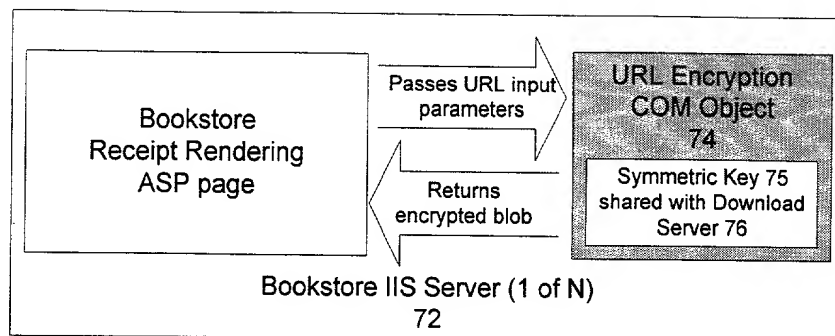 Bookstore
Receipt Rendering
ASP page
Passes URL input
parameters
Returns
encrypted blob
URL Encryption
COM Object
74
Symmetric Key 75
shared with Download
Server 76
Bookstore IIS Server (1 of N)
72